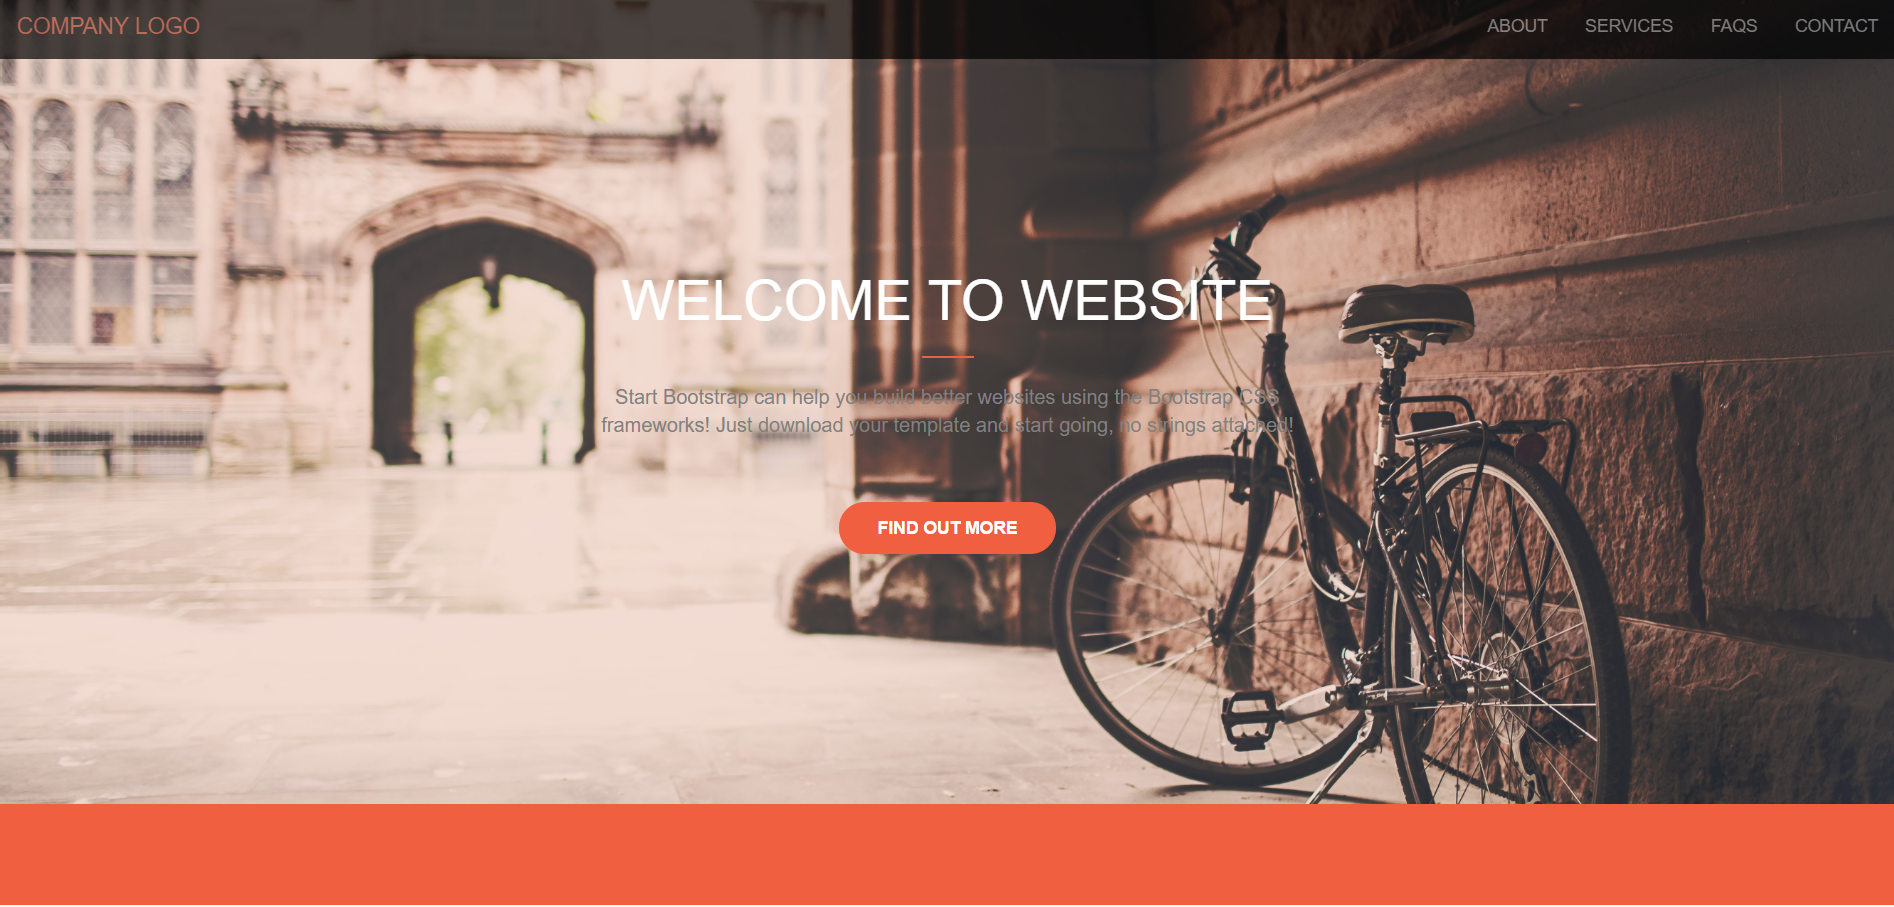 COMPANY LOGO
ABOUT SERVICES FAQS CONTACT
WELCOME TO WEBSITE
Start Bootstrap can help you build better websites using the Bootstrap CSS
frameworks! Just download your template and start going, no strings attached!
FIND OUT MORE